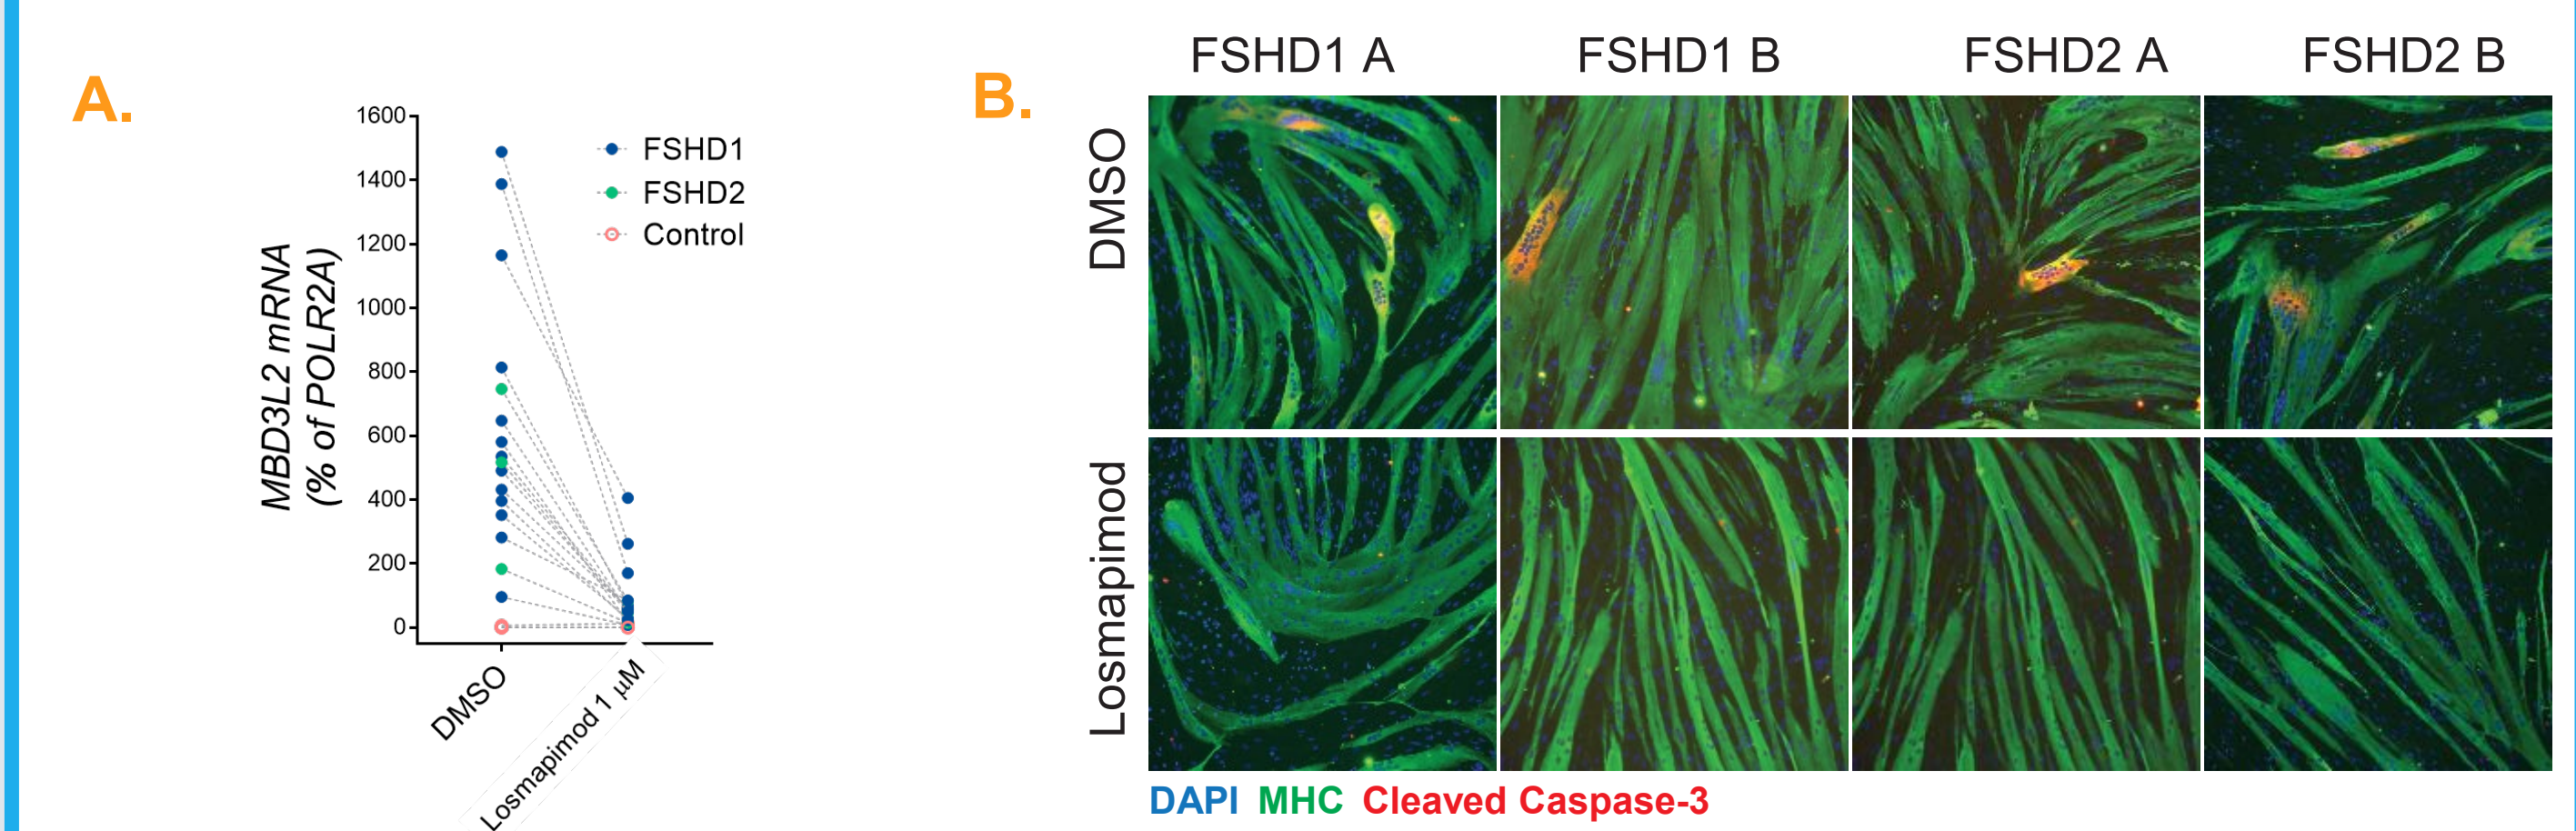 A.
MBD3L2 mRNA
(% of POLR2A)
1600
1400
1200
1000
800
600
400
200
0
FSHD1
FSHD2
Control
DMSO
Losmapimod 1 μM
B.
FSHD1 A
FSHD1 B
FSHD2 A
FSHD2 B
DMSO
Losmapimod
DAPI MHC Cleaved Caspase-3